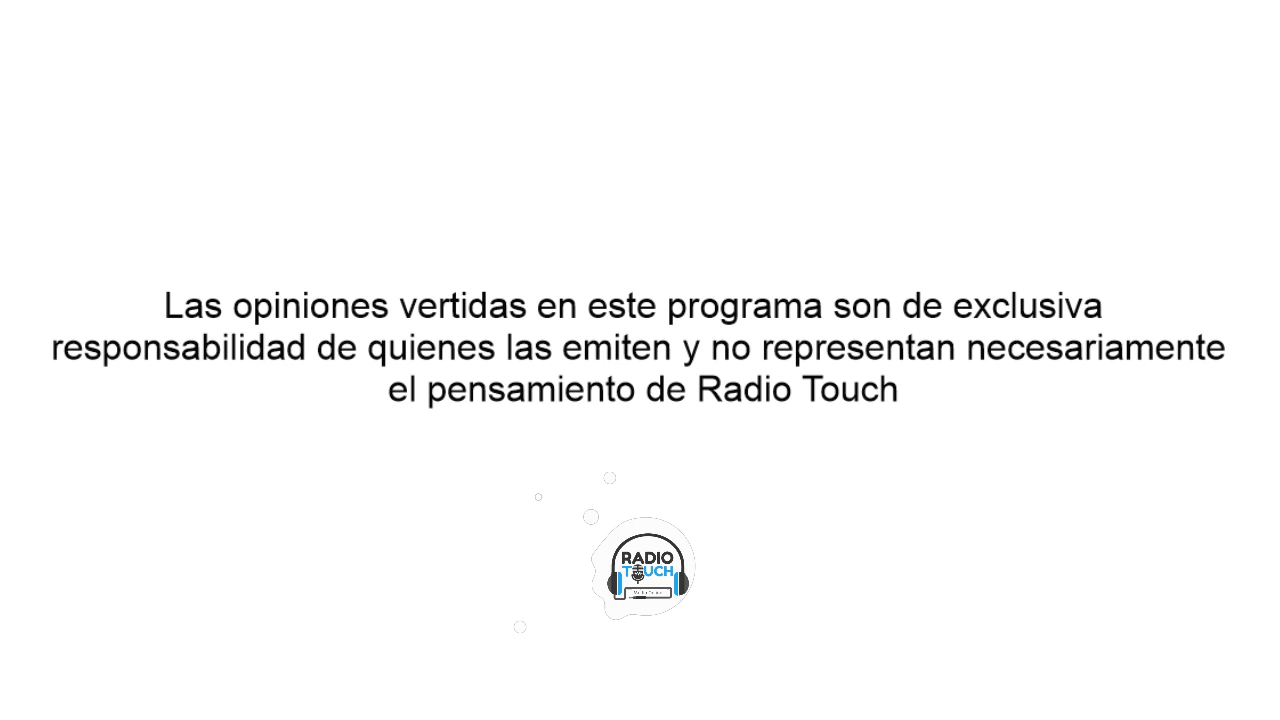 Las opiniones vertidas en este programa son de exclusiva
responsabilidad de quienes las emiten y no representan necesariamente
el pensamiento de Radio Touch
RADIO
TOUCH